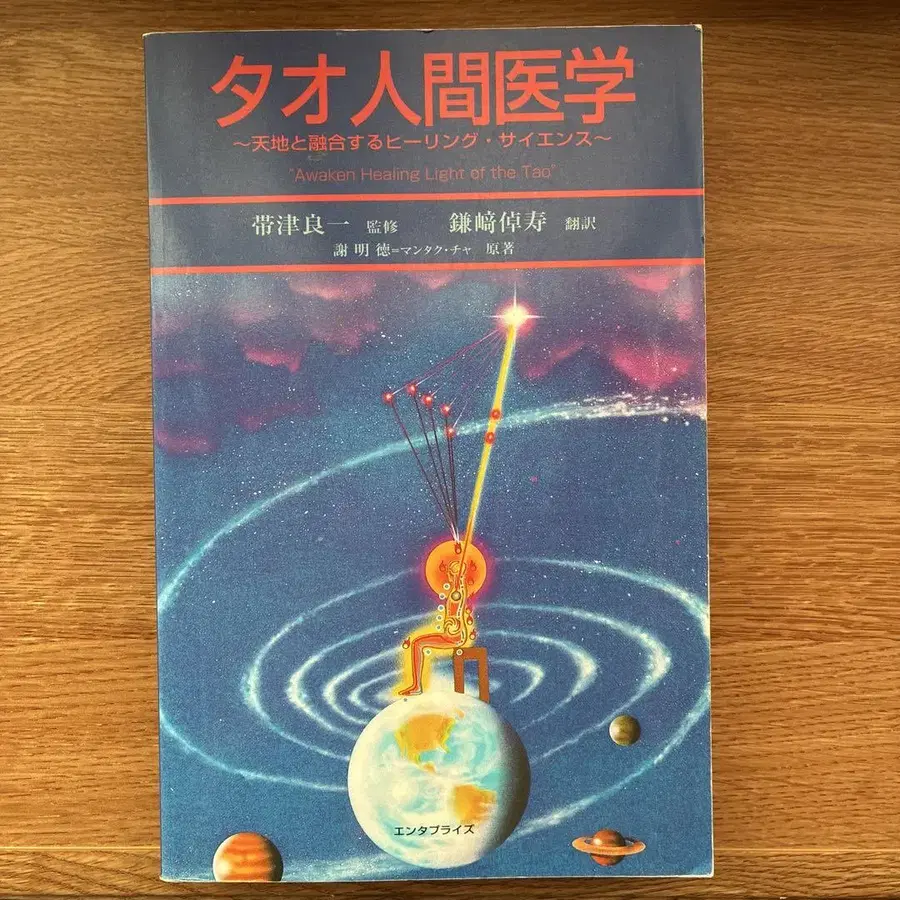 タオ人間医学
〜天地と融合するヒーリング・サイエンス〜
"Awaken Healing Light of the Tao"
帯津良一 監修 鎌﨑倬寿 翻訳
謝明徳=マンタク・チャ 原著
エンタプライズ